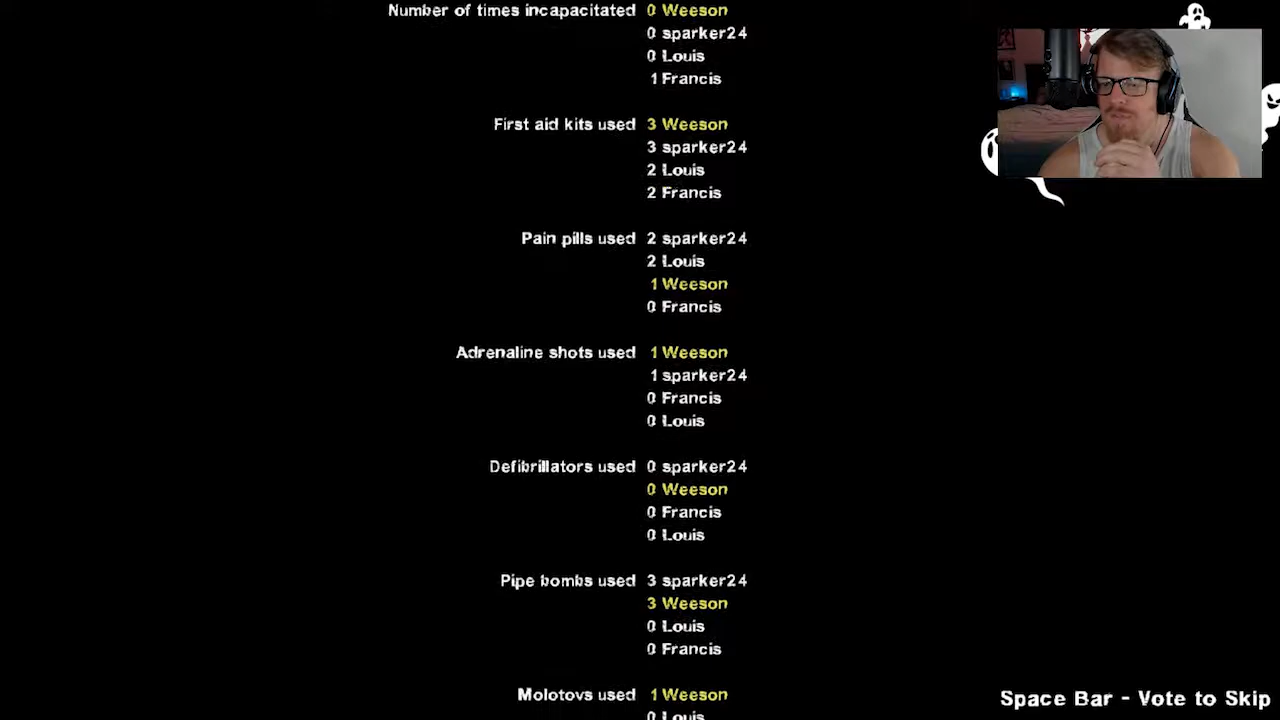 Number of times incapacitated 0 Weeson
0 sparker24
0 Louis
1 Francis
First aid kits used 3 Weeson
3 sparker24
2 Louis
2 Francis
Pain pills used 2 sparker24
2 Louis
1 Weeson
0 Francis
Adrenaline shots used 1 Weeson
1 sparker24
0 Francis
0 Louis
Defibrillators used 0 sparker24
0 Weeson
0 Francis
0 Louis
Pipe bombs used 3 sparker24
3 Weeson
0 Louis
0 Francis
Molotovs used 1 Weeson
0 Louis
Space Bar - Vote to Skip